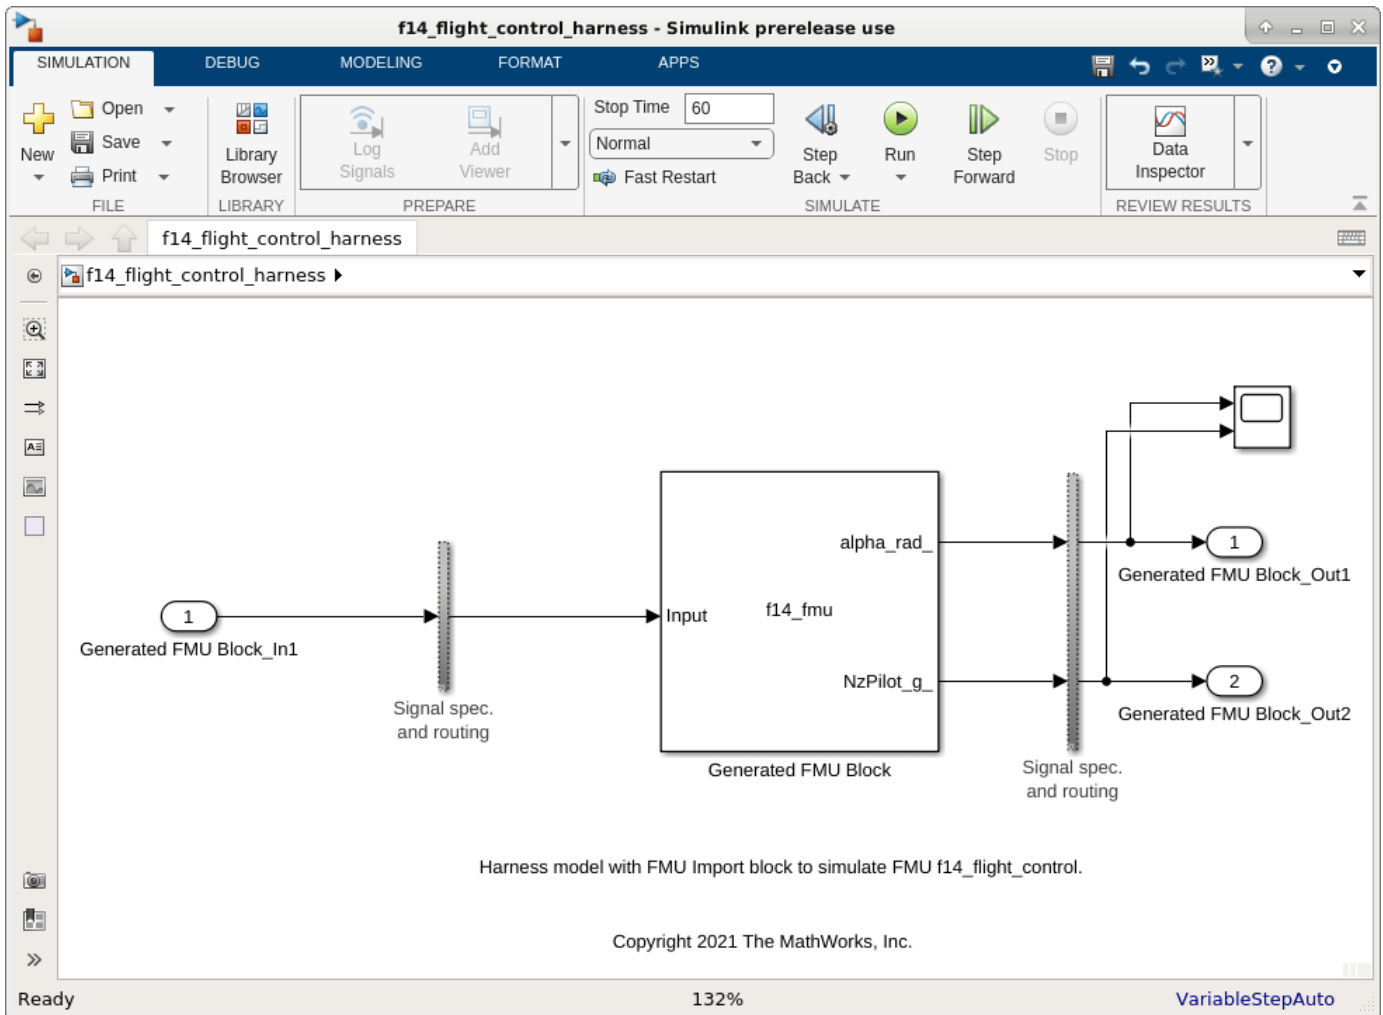 f14_flight_control_harness - Simulink prerelease use
SIMULATION DEBUG MODELING FORMAT APPS
New
Open
Save
Print
FILE
Library
Browser
LIBRARY
Log
Signals
Add
Viewer
PREPARE
Stop Time 60
Normal
Fast Restart
Step
Back
Run
Step
Forward
Stop
SIMULATE
Data
Inspector
REVIEW RESULTS
f14_flight_control_harness
f14_flight_control_harness
1
Generated FMU Block_In1
Signal spec.
and routing
Input
f14_fmu
alpha_rad_
NzPilot_g_
Generated FMU Block
Signal spec.
and routing
1
Generated FMU Block_Out1
2
Generated FMU Block_Out2
Harness model with FMU Import block to simulate FMU f14_flight_control.
Copyright 2021 The MathWorks, Inc.
Ready 132% VariableStepAuto